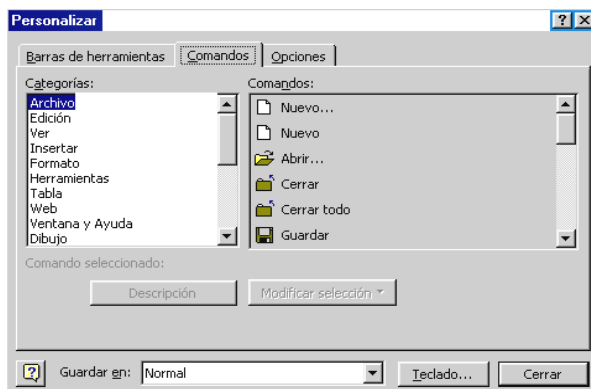 Personalizar
Barras de herramientas Comandos Opciones
Categorías: Comandos:
Archivo
Edición
Ver
Insertar
Formato
Herramientas
Tabla
Web
Ventana y Ayuda
Dibujo
Nuevo...
Nuevo
Abrir...
Cerrar
Cerrar todo
Guardar
Comando seleccionado:
Descripción Modificar selección
Guardar en: Normal Teclado... Cerrar